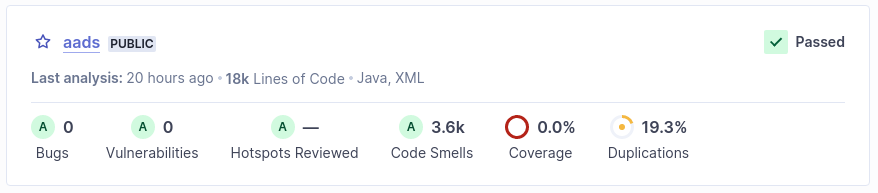 aads PUBLIC Passed
Last analysis: 20 hours ago • 18k Lines of Code • Java, XML
A 0 A 0 A — A 3.6k 0.0% 19.3%
Bugs Vulnerabilities Hotspots Reviewed Code Smells Coverage Duplications